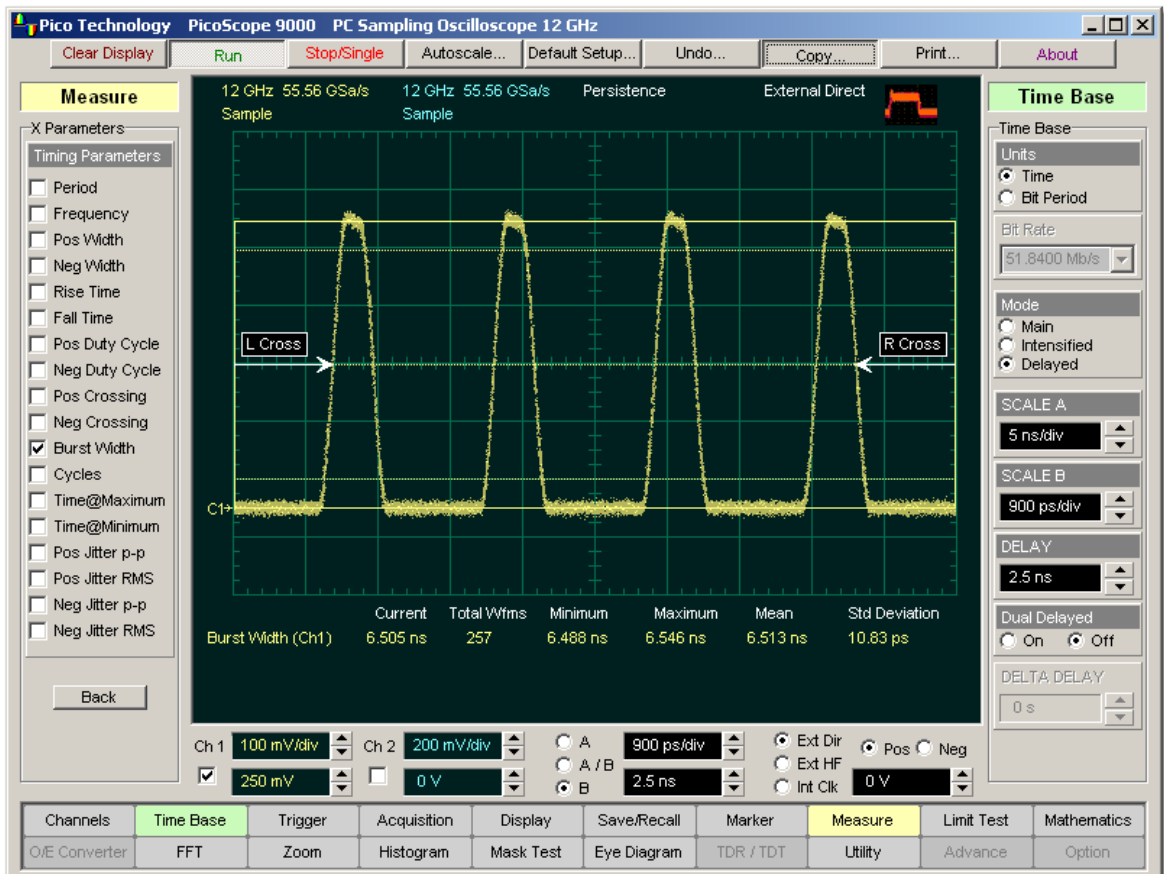 Pico Technology PicoScope 9000 PC Sampling Oscilloscope 12 GHz
Clear Display Run Stop/Single Autoscale... Default Setup... Undo... Copy... Print... About
Measure
X Parameters
Timing Parameters
Period
Frequency
Pos Width
Neg Width
Rise Time
Fall Time
Pos Duty Cycle
Neg Duty Cycle
Pos Crossing
Neg Crossing
Burst Width
Cycles
Time@Maximum
Time@Minimum
Pos Jitter p-p
Pos Jitter RMS
Neg Jitter p-p
Neg Jitter RMS
Back
12 GHz 55.56 GSa/s 12 GHz 55.56 GSa/s Persistence External Direct
Sample Sample
L Cross R Cross
C1
Current Total Wfms Minimum Maximum Mean Std Deviation
Burst Width (Ch1) 6.505 ns 257 6.488 ns 6.546 ns 6.513 ns 10.83 ps
Time Base
Time Base
Units
Time
Bit Period
Bit Rate
51.8400 Mb/s
Mode
Main
Intensified
Delayed
SCALE A
5 ns/div
SCALE B
900 ps/div
DELAY
2.5 ns
Dual Delayed
On Off
DELTA DELAY
0 s
Ch 1 100 mV/div Ch 2 200 mV/div A 900 ps/div Ext Dir Pos Neg
A / B Ext HF
250 mV 0 V B 2.5 ns Int Clk 0 V
Channels Time Base Trigger Acquisition Display Save/Recall Marker Measure Limit Test Mathematics
O/E Converter FFT Zoom Histogram Mask Test Eye Diagram TDR / TDT Utility Advance Option